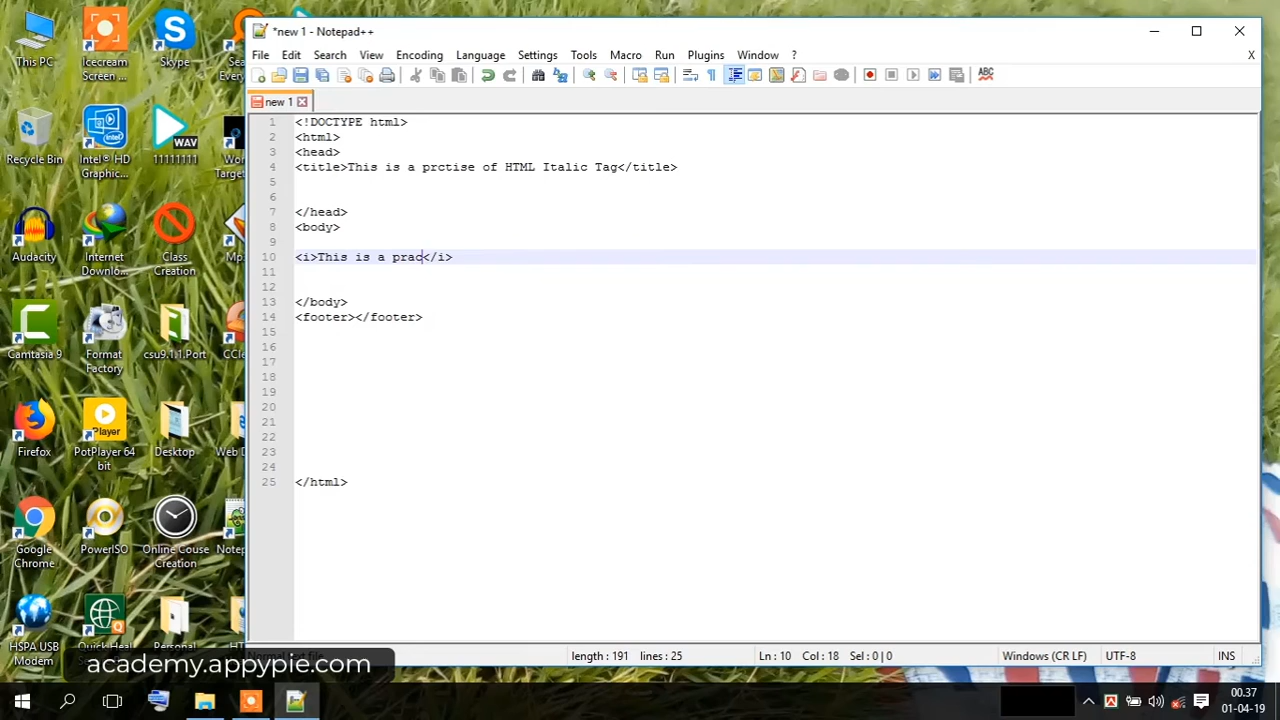 *new 1 - Notepad++
File Edit Search View Encoding Language Settings Tools Macro Run Plugins Window ?
X
new 1
1 <!DOCTYPE html>
2 <html>
3 <head>
4 <title>This is a prctise of HTML Italic Tag</title>
5
6
7 </head>
8 <body>
9
10 <i>This is a prac</i>
11
12
13 </body>
14 <footer></footer>
15
16
17
18
19
20
21
22
23
24
25 </html>
length : 191 lines : 25 Ln : 10 Col : 18 Sel : 0 | 0 Windows (CR LF) UTF-8 INS
This PC
Icecream
Screen ...
Skype
Recycle Bin
Intel® HD
Graphic...
WAV
11111111
Audacity
Internet
Downlo...
Class
Creation
Camtasia 9
Format
Factory
csu9.1.1.Port
Firefox
Player
PotPlayer 64
bit
Desktop
Google
Chrome
PowerISO
Online Couse
Creation
HSPA USB
Modem
Quick Heal
Personal
academy.appypie.com
00.37
01-04-19